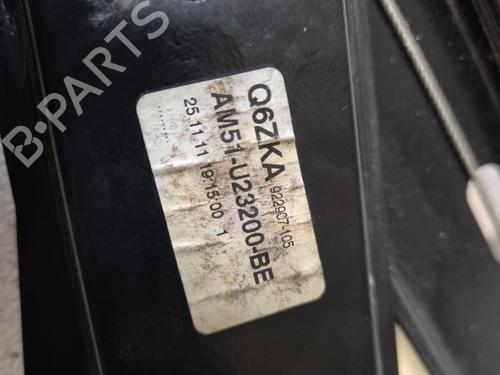 Q6ZKA 922907-105
AM51-U23200-BE
25.11.11 19:15:00 1
B-PARTS